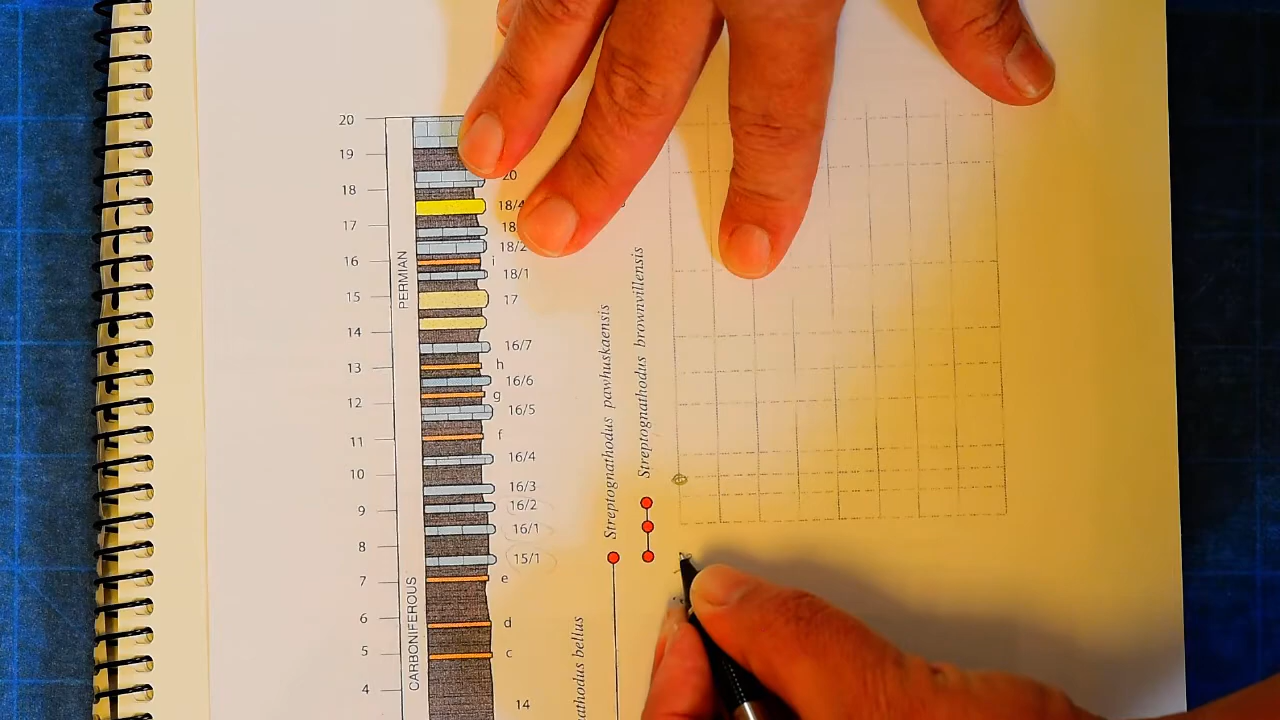 20
19
18
17
16
15
14
13
12
11
10
9
8
7
6
5
4
PERMIAN
CARBONIFEROUS
20
18/4
18/2
i
18/1
17
16/7
h
16/6
g
16/5
f
16/4
16/3
16/2
16/1
15/1
e
d
c
14
Streptognathodus pawhuskaensis
Streptognathodus brownvillensis
bellus